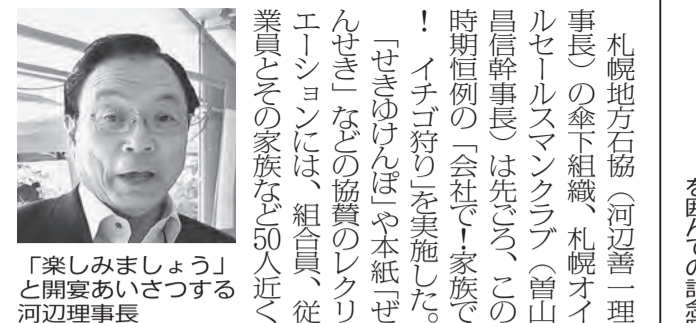 を囲んでの記念
札幌地方石協（河辺善一理
事長）の傘下組織、札幌オイ
ルセールスマンクラブ（曽山
昌信幹事長）は先ごろ、この
時期恒例の「会社で！家族で
！　イチゴ狩り」を実施した。
「せきゆけんぽ」や本紙「ぜ
んせき」などの協賛のレクリ
エーションには、組合員、従
業員とその家族など50人近く
「楽しみましょう」
と開宴あいさつする
河辺理事長